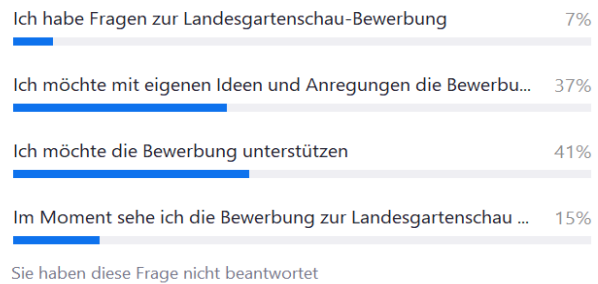 Ich habe Fragen zur Landesgartenschau-Bewerbung 7%
Ich möchte mit eigenen Ideen und Anregungen die Bewerbu... 37%
Ich möchte die Bewerbung unterstützen 41%
Im Moment sehe ich die Bewerbung zur Landesgartenschau ... 15%
Sie haben diese Frage nicht beantwortet